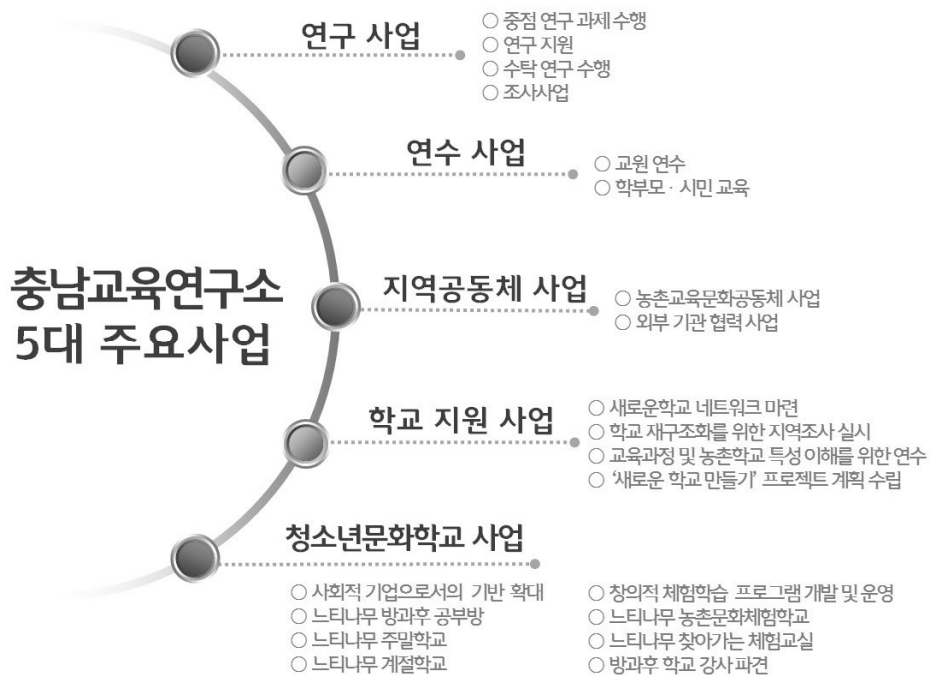 충남교육연구소
5대 주요사업
연구 사업
○ 중점 연구 과제 수행
○ 연구 지원
○ 수탁 연구 수행
○ 조사사업
연수 사업
○ 교원 연수
○ 학부모 · 시민 교육
지역공동체 사업
○ 농촌교육문화공동체 사업
○ 외부 기관 협력 사업
학교 지원 사업
○ 새로운학교 네트워크 마련
○ 학교 재구조화를 위한 지역조사 실시
○ 교육과정 및 농촌학교 특성 이해를 위한 연수
○ '새로운 학교 만들기' 프로젝트 계획 수립
청소년문화학교 사업
○ 사회적 기업으로서의 기반 확대
○ 느티나무 방과후 공부방
○ 느티나무 주말학교
○ 느티나무 계절학교
○ 창의적 체험학습 프로그램 개발 및 운영
○ 느티나무 농촌문화체험학교
○ 느티나무 찾아가는 체험교실
○ 방과후 학교 강사 파견